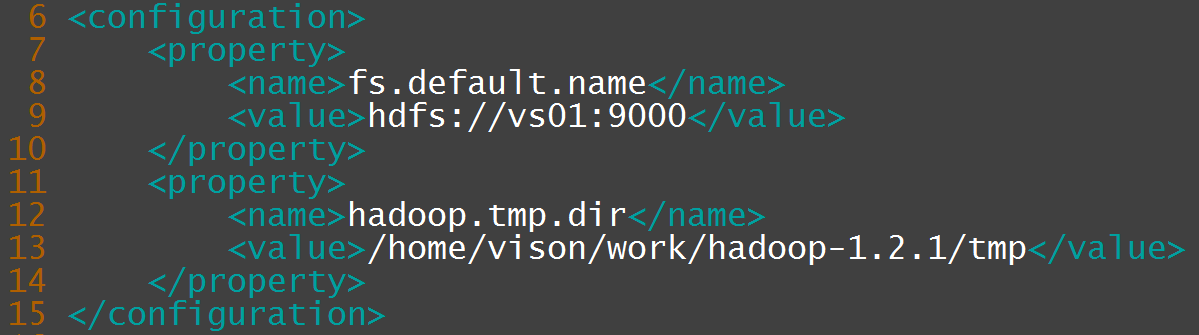 6 <configuration>
7     <property>
8         <name>fs.default.name</name>
9         <value>hdfs://vs01:9000</value>
10     </property>
11     <property>
12         <name>hadoop.tmp.dir</name>
13         <value>/home/vison/work/hadoop-1.2.1/tmp</value>
14     </property>
15 </configuration>